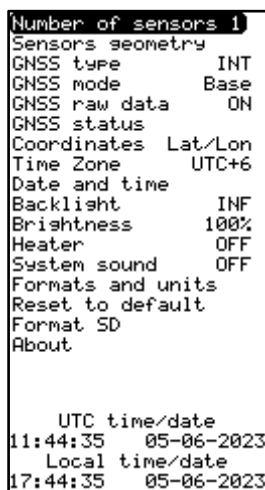 Number of sensors 1
Sensors geometry
GNSS type INT
GNSS mode Base
GNSS raw data ON
GNSS status
Coordinates Lat/Lon
Time Zone UTC+6
Date and time
Backlight INF
Brightness 100%
Heater OFF
System sound OFF
Formats and units
Reset to default
Format SD
About
UTC time/date
11:44:35 05-06-2023
Local time/date
17:44:35 05-06-2023